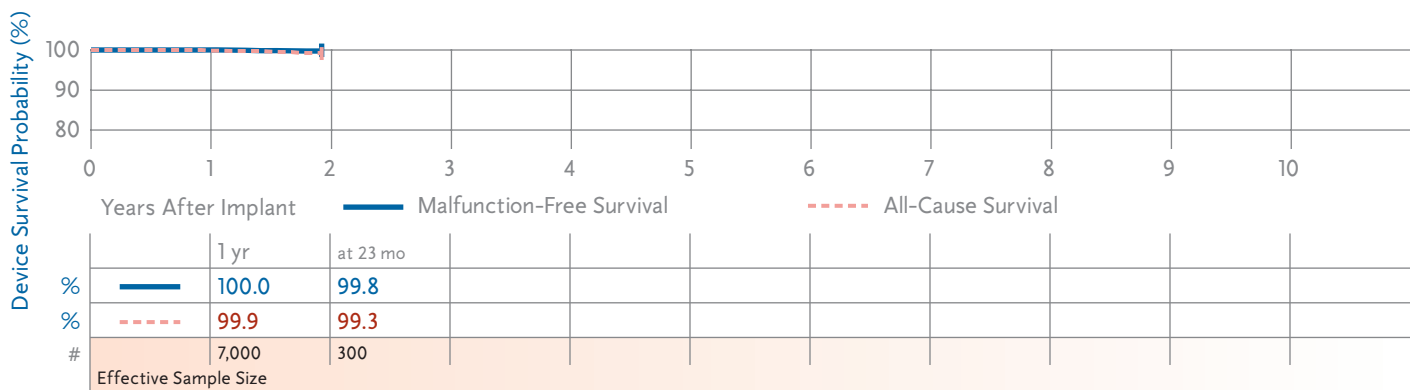 Device Survival Probability (%)
100
90
80
0 1 2 3 4 5 6 7 8 9 10
Years After Implant Malfunction-Free Survival All-Cause Survival
1 yr at 23 mo
% 100.0 99.8
% 99.9 99.3
# 7,000 300
Effective Sample Size